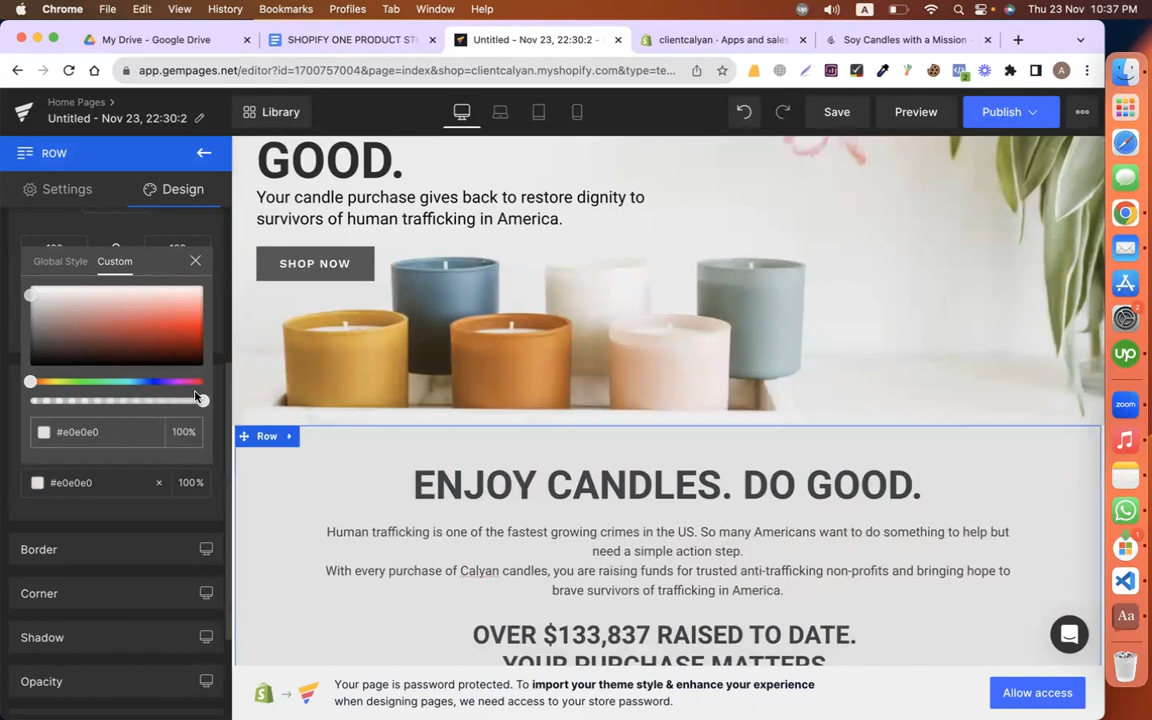 Chrome File Edit View History Bookmarks Profiles Tab Window Help
A Thu 23 Nov 10:37 PM
My Drive - Google Drive
SHOPIFY ONE PRODUCT ST
Untitled - Nov 23, 22:30:2 -
clientcalyan · Apps and sales
Soy Candles with a Mission
app.gempages.net/editor?id=1700757004&page=index&shop=clientcalyan.myshopify.com&type=te...
Home Pages
Untitled - Nov 23, 22:30:2
Library
Save
Preview
Publish
ROW
Settings
Design
Global Style
Custom
#e0e0e0 100%
#e0e0e0 × 100%
Border
Corner
Shadow
Opacity
GOOD.
Your candle purchase gives back to restore dignity to
survivors of human trafficking in America.
SHOP NOW
Row
ENJOY CANDLES. DO GOOD.
Human trafficking is one of the fastest growing crimes in the US. So many Americans want to do something to help but
need a simple action step.
With every purchase of Calyan candles, you are raising funds for trusted anti-trafficking non-profits and bringing hope to
brave survivors of trafficking in America.
OVER $133,837 RAISED TO DATE.
YOUR PURCHASE MATTERS
Your page is password protected. To import your theme style & enhance your experience
when designing pages, we need access to your store password.
Allow access
up
zoom
Aa